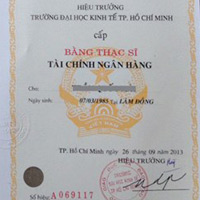 HIỆU TRƯỞNG
TRƯỜNG ĐẠI HỌC KINH TẾ TP. HỒ CHÍ MINH
cấp
BẰNG THẠC SĨ
TÀI CHÍNH NGÂN HÀNG
Cho:
Ngày sinh: 07/03/1985 tại LÂM ĐỒNG
TP. Hồ Chí Minh ngày 26 tháng 09 năm 2013
HIỆU TRƯỞNG
Số hiệu: A 069117